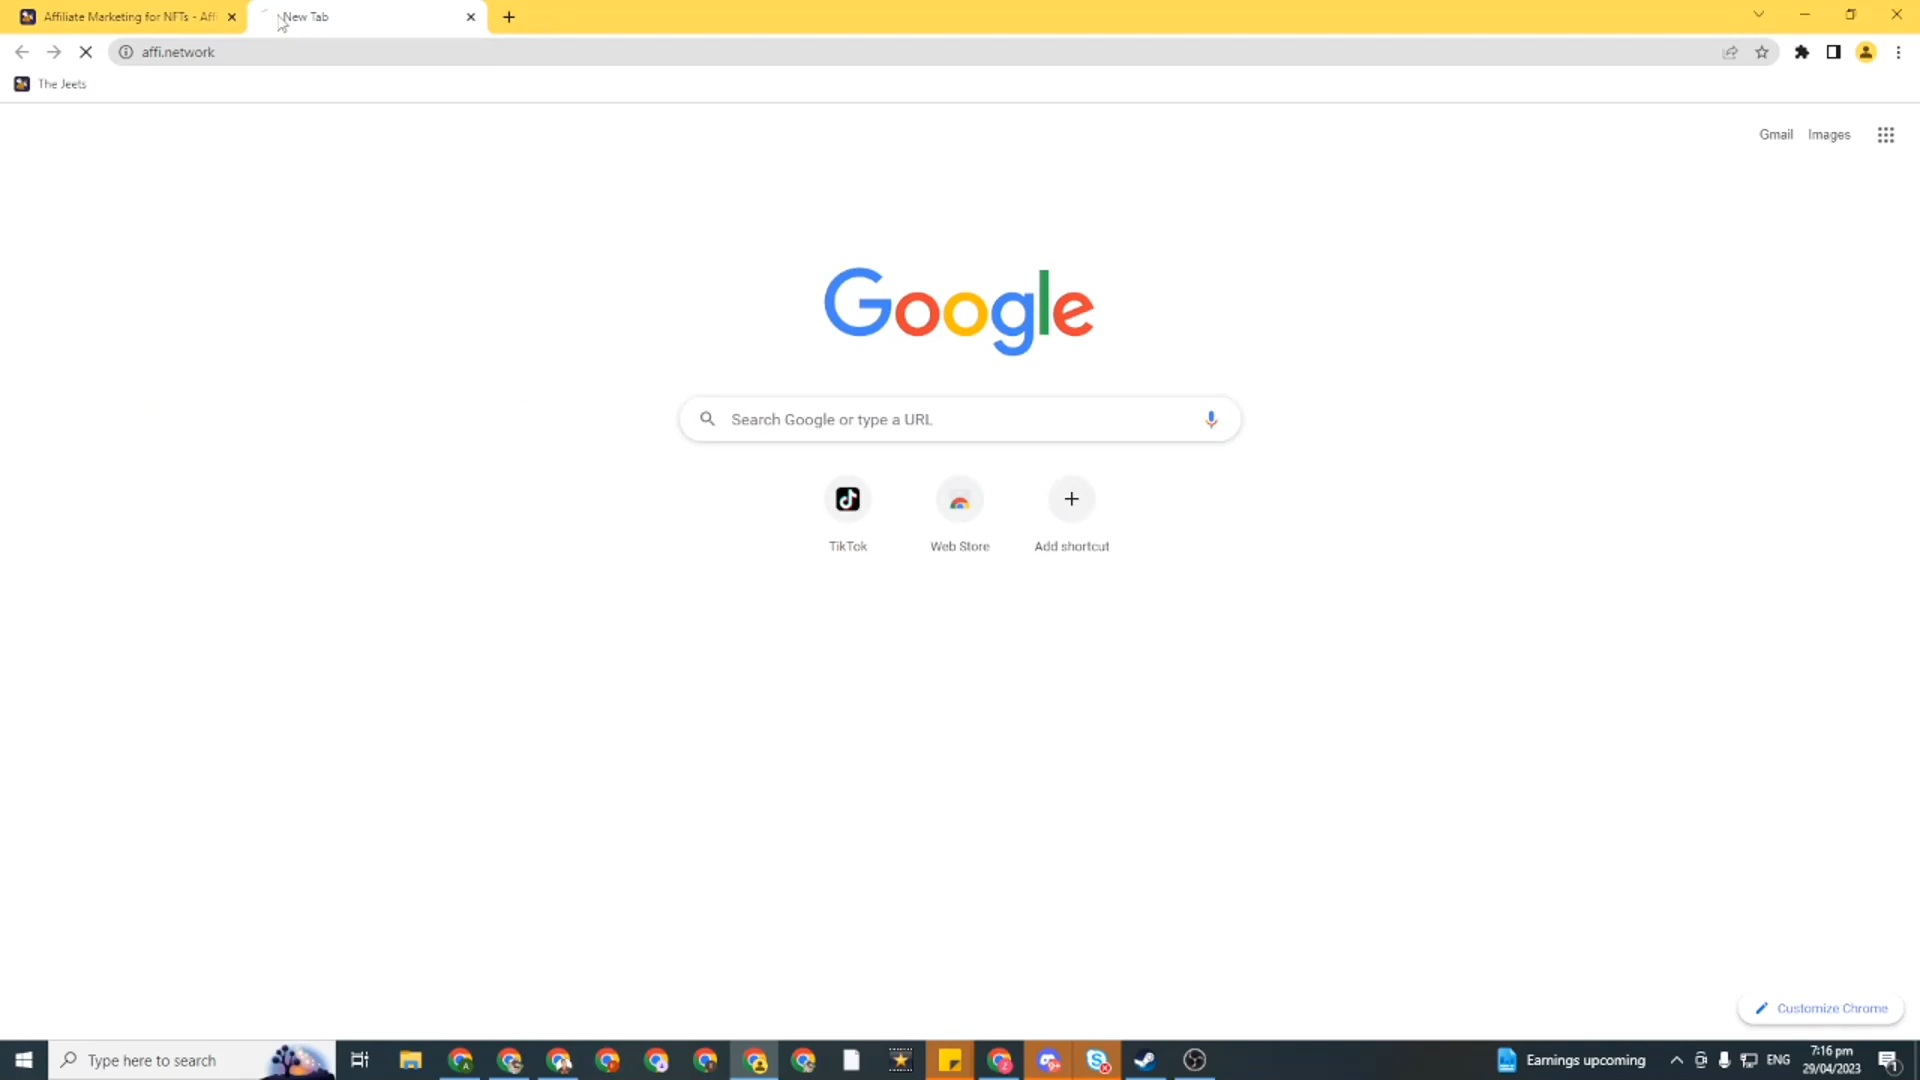 Affiliate Marketing for NFTs - Affi
New Tab
affi.network
The Jeets
Gmail Images
Google
Search Google or type a URL
TikTok
Web Store
Add shortcut
Customize Chrome
Type here to search
Earnings upcoming
ENG
7:16 pm
29/04/2023